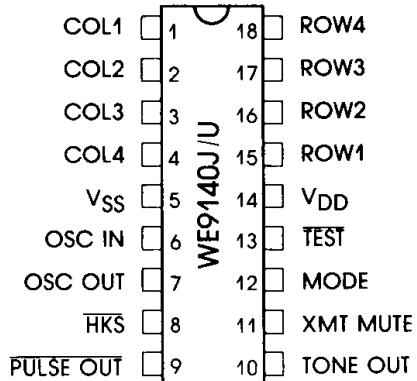 COL1 1 18 ROW4
COL2 2 17 ROW3
COL3 3 16 ROW2
COL4 4 15 ROW1
VSS 5 14 VDD
OSC IN 6 13 TEST
OSC OUT 7 12 MODE
HKS 8 11 XMT MUTE
PULSE OUT 9 10 TONE OUT
WE9140J/U